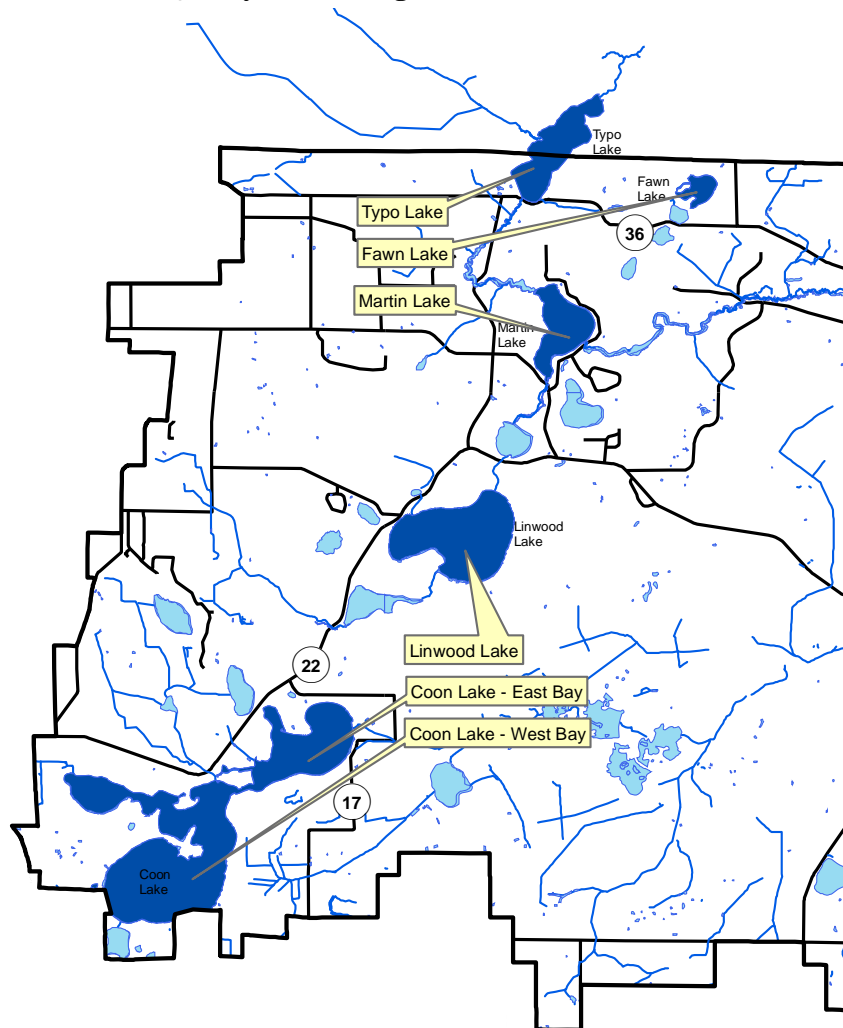 Typo
Lake
Fawn
Lake
Typo Lake
36
Fawn Lake
Martin Lake
Martin
Lake
Linwood
Lake
Linwood Lake
22
Coon Lake - East Bay
Coon Lake - West Bay
17
Coon
Lake